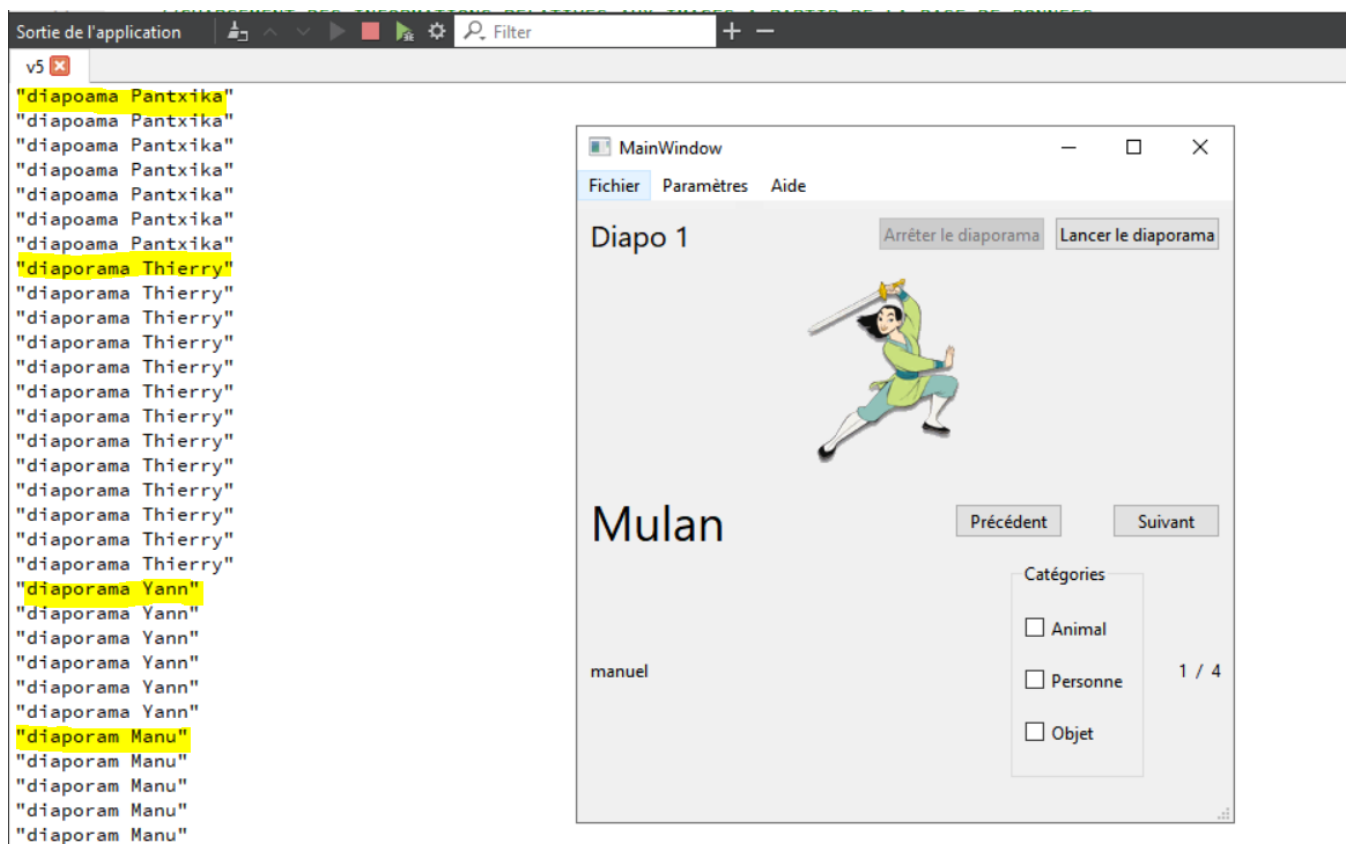 Sortie de l'application Filter
v5
"diapoama Pantxika"
"diapoama Pantxika"
"diapoama Pantxika"
"diapoama Pantxika"
"diapoama Pantxika"
"diapoama Pantxika"
"diapoama Pantxika"
"diaporama Thierry"
"diaporama Thierry"
"diaporama Thierry"
"diaporama Thierry"
"diaporama Thierry"
"diaporama Thierry"
"diaporama Thierry"
"diaporama Thierry"
"diaporama Thierry"
"diaporama Thierry"
"diaporama Thierry"
"diaporama Thierry"
"diaporama Thierry"
"diaporama Yann"
"diaporama Yann"
"diaporama Yann"
"diaporama Yann"
"diaporama Yann"
"diaporama Yann"
"diaporam Manu"
"diaporam Manu"
"diaporam Manu"
"diaporam Manu"
"diaporam Manu"
MainWindow
Fichier Paramètres Aide
Diapo 1 Arrêter le diaporama Lancer le diaporama
Mulan Précédent Suivant
Catégories
Animal
manuel Personne 1 / 4
Objet